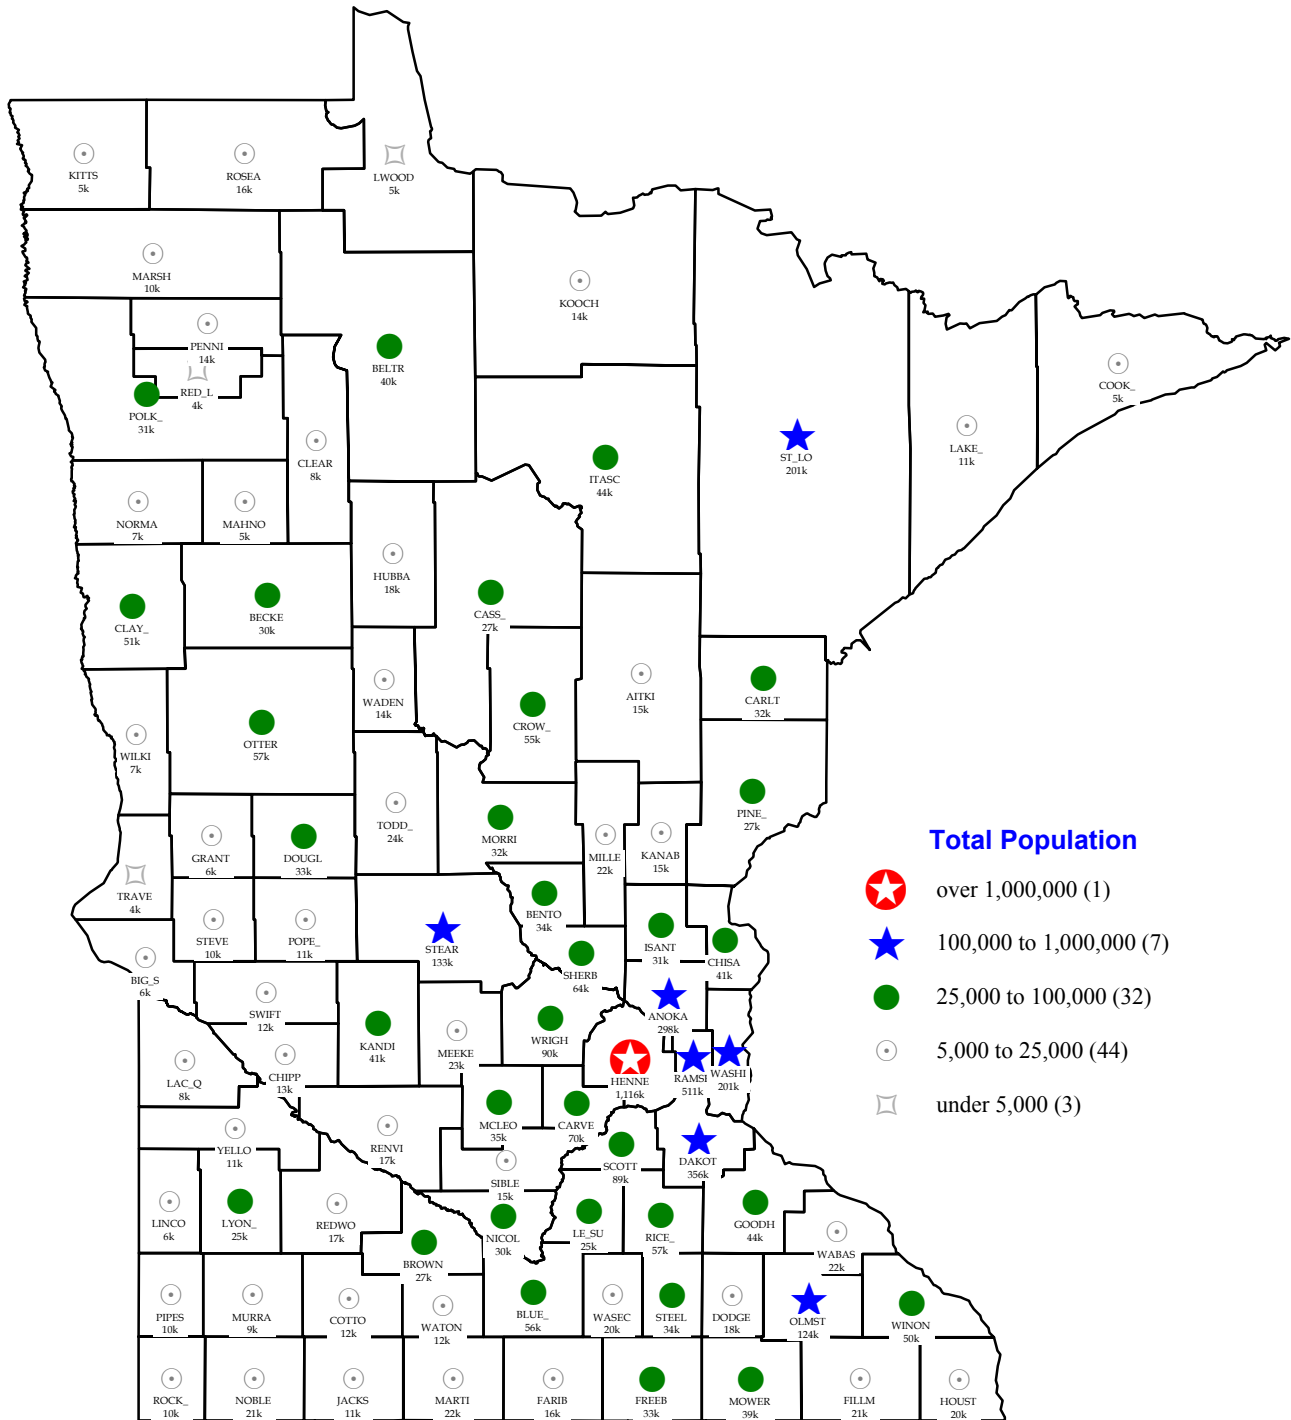 KITTS
5k
ROSEA
16k
LWOOD
5k
MARSH
10k
KOOCH
14k
PENNI
14k
RED_L
4k
BELTR
40k
COOK_
5k
POLK_
31k
CLEAR
8k
ITASC
44k
ST_LO
201k
LAKE_
11k
NORMA
7k
MAHNO
5k
HUBBA
18k
CLAY_
51k
BECKE
30k
CASS_
27k
WADEN
14k
AITKI
15k
CARLT
32k
CROW_
55k
OTTER
57k
WILKI
7k
TODD_
24k
MORRI
32k
PINE_
27k
GRANT
6k
DOUGL
33k
MILLE
22k
KANAB
15k
TRAVE
4k
BENTO
34k
STEVE
10k
POPE_
11k
STEAR
133k
ISANT
31k
CHISA
41k
BIG_S
6k
SHERB
64k
SWIFT
12k
ANOKA
298k
KANDI
41k
MEEKE
23k
WRIGH
90k
LAC_Q
8k
CHIPP
13k
HENNE
1,116k
RAMSE
511k
WASHI
201k
MCLEO
35k
CARVE
70k
YELLO
11k
RENVI
17k
SCOTT
89k
DAKOT
356k
SIBLE
15k
LINCO
6k
LYON_
25k
REDWO
17k
NICOL
30k
LE_SU
25k
RICE_
57k
GOODH
44k
WABAS
22k
BROWN
27k
PIPES
10k
MURRA
9k
COTTO
12k
WATON
12k
BLUE_
56k
WASEC
20k
STEEL
34k
DODGE
18k
OLMST
124k
WINON
50k
ROCK_
10k
NOBLE
21k
JACKS
11k
MARTI
22k
FARIB
16k
FREEB
33k
MOWER
39k
FILLM
21k
HOUST
20k
Total Population
over 1,000,000 (1)
100,000 to 1,000,000 (7)
25,000 to 100,000 (32)
5,000 to 25,000 (44)
under 5,000 (3)